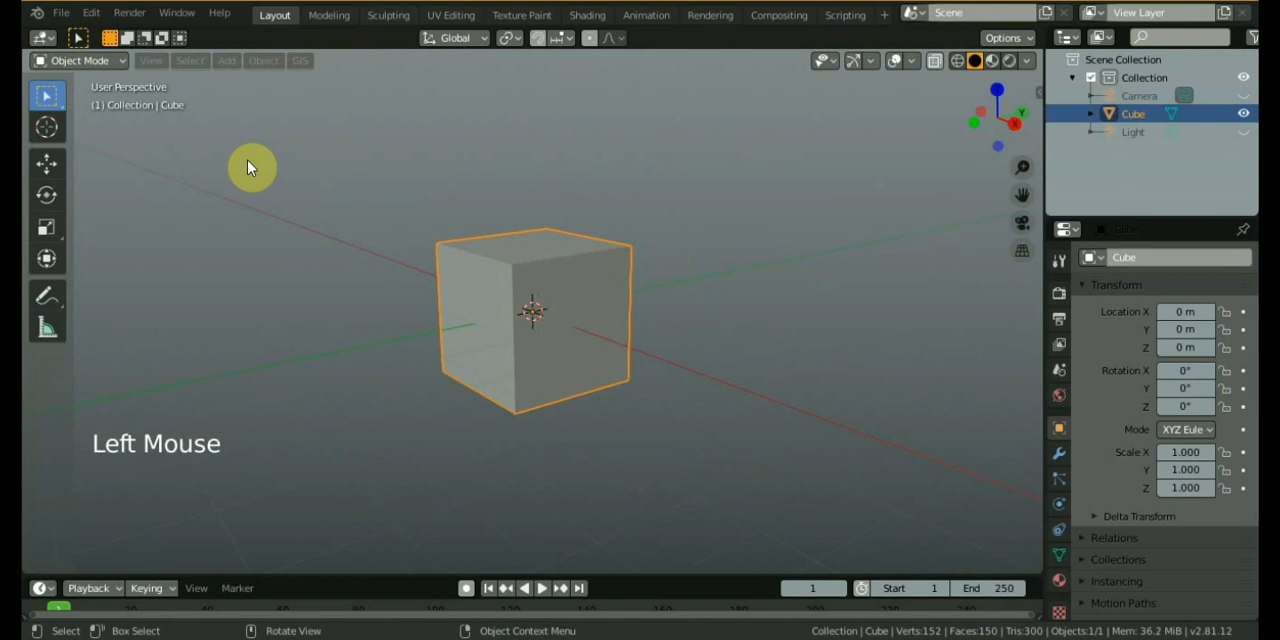 File Edit Render Window Help Layout Modeling Sculpting UV Editing Texture Paint Shading Animation Rendering Compositing Scripting + Scene View Layer
Global Options
Object Mode View Select Add Object GIS
User Perspective
(1) Collection | Cube
Z
Y
X
Left Mouse
Scene Collection
Collection
Camera
Cube
Light
Cube
Cube
Transform
Location X 0 m
Y 0 m
Z 0 m
Rotation X 0°
Y 0°
Z 0°
Mode XYZ Eule
Scale X 1.000
Y 1.000
Z 1.000
Delta Transform
Relations
Collections
Instancing
Motion Paths
Playback Keying View Marker 1 Start 1 End 250
Select Box Select Rotate View Object Context Menu Collection | Cube | Verts:152 | Faces:150 | Tris:300 | Objects:1/1 | Mem: 36.2 MiB | v2.81.12